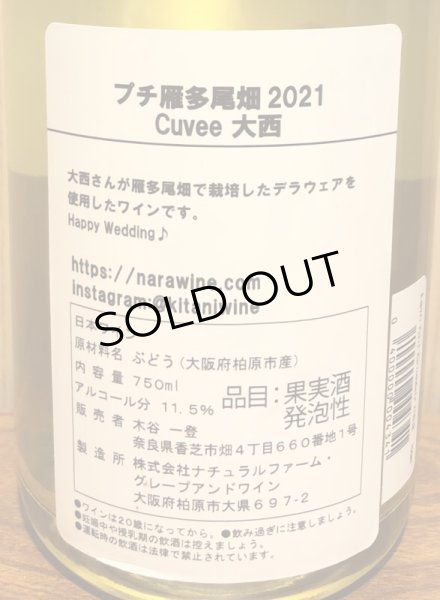 プチ雁多尾畑 2021
Cuvee 大西
大西さんが雁多尾畑で栽培したデラウェアを
使用したワインです。
Happy Wedding♪
https://narawine.com
instagram:@kitaniwine
SOLD OUT
日本
原材料名 ぶどう(大阪府柏原市産)
内容量 750ml
アルコール分 11.5%
品目:果実酒
発泡性
販売者 木谷 一登
奈良県香芝市畑4丁目660番地1号
製造所 株式会社ナチュラルファーム・
グレープアンドワイン
大阪府柏原市大県697-2
●ワインは20歳になってから。●飲み過ぎに注意しましょう。
●妊娠中や授乳期の飲酒は控えましょう。
●運転時の飲酒は法律で禁止されています。